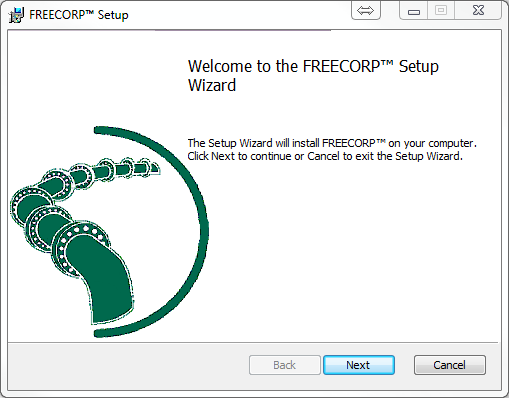 FREECORP™ Setup
Welcome to the FREECORP™ Setup
Wizard
The Setup Wizard will install FREECORP™ on your computer.
Click Next to continue or Cancel to exit the Setup Wizard.
Back
Next
Cancel